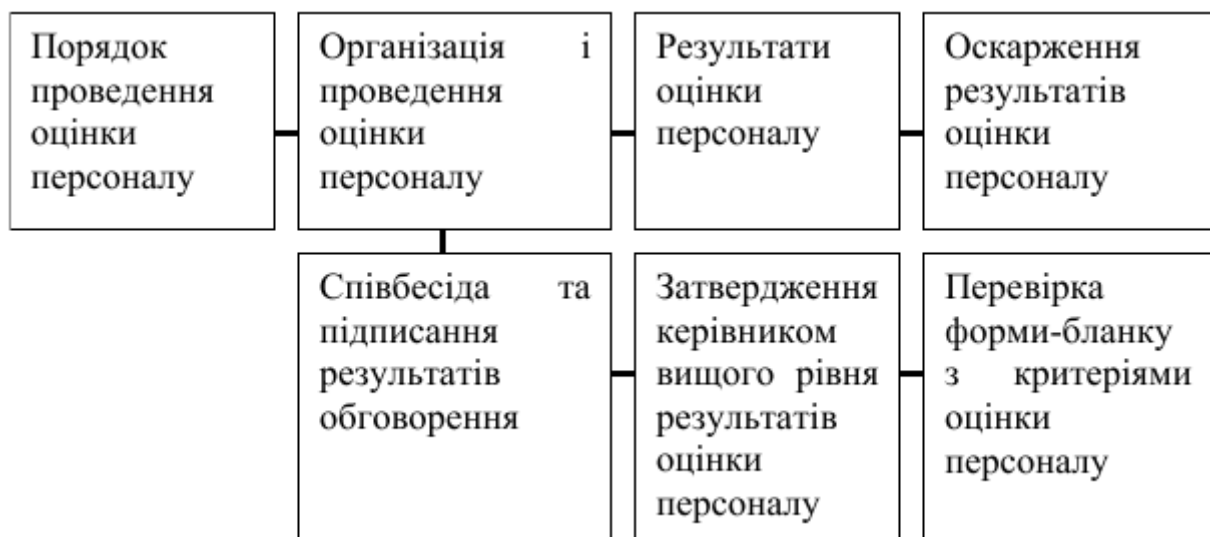 Порядок
проведення
оцінки
персоналу
Організація і
проведення
оцінки
персоналу
Результати
оцінки
персоналу
Оскарження
результатів
оцінки
персоналу
Співбесіда та
підписання
результатів
обговорення
Затвердження
керівником
вищого рівня
результатів
оцінки
персоналу
Перевірка
форми-бланку
з критеріями
оцінки
персоналу